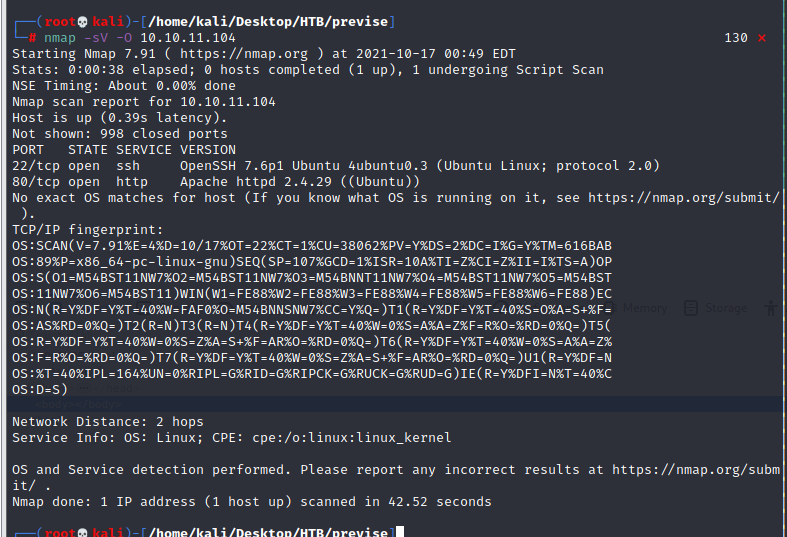 ┌──(root💀kali)-[/home/kali/Desktop/HTB/previse]
└─# nmap -sV -O 10.10.11.104 130 ⨯
Starting Nmap 7.91 ( https://nmap.org ) at 2021-10-17 00:49 EDT
Stats: 0:00:38 elapsed; 0 hosts completed (1 up), 1 undergoing Script Scan
NSE Timing: About 0.00% done
Nmap scan report for 10.10.11.104
Host is up (0.39s latency).
Not shown: 998 closed ports
PORT   STATE SERVICE VERSION
22/tcp open  ssh     OpenSSH 7.6p1 Ubuntu 4ubuntu0.3 (Ubuntu Linux; protocol 2.0)
80/tcp open  http    Apache httpd 2.4.29 ((Ubuntu))
No exact OS matches for host (If you know what OS is running on it, see https://nmap.org/submit/
 ).
TCP/IP fingerprint:
OS:SCAN(V=7.91%E=4%D=10/17%OT=22%CT=1%CU=38062%PV=Y%DS=2%DC=I%G=Y%TM=616BAB
OS:89%P=x86_64-pc-linux-gnu)SEQ(SP=107%GCD=1%ISR=10A%TI=Z%CI=Z%II=I%TS=A)OP
OS:S(O1=M54BST11NW7%O2=M54BST11NW7%O3=M54BNNT11NW7%O4=M54BST11NW7%O5=M54BST
OS:11NW7%O6=M54BST11)WIN(W1=FE88%W2=FE88%W3=FE88%W4=FE88%W5=FE88%W6=FE88)EC
OS:N(R=Y%DF=Y%T=40%W=FAF0%O=M54BNNSNW7%CC=Y%Q=)T1(R=Y%DF=Y%T=40%S=O%A=S+%F=
OS:AS%RD=0%Q=)T2(R=N)T3(R=N)T4(R=Y%DF=Y%T=40%W=0%S=A%A=Z%F=R%O=%RD=0%Q=)T5(
OS:R=Y%DF=Y%T=40%W=0%S=Z%A=S+%F=AR%O=%RD=0%Q=)T6(R=Y%DF=Y%T=40%W=0%S=A%A=Z%
OS:F=R%O=%RD=0%Q=)T7(R=Y%DF=Y%T=40%W=0%S=Z%A=S+%F=AR%O=%RD=0%Q=)U1(R=Y%DF=N
OS:%T=40%IPL=164%UN=0%RIPL=G%RID=G%RIPCK=G%RUCK=G%RUD=G)IE(R=Y%DFI=N%T=40%C
OS:D=S)
Memory Storage
Network Distance: 2 hops
Service Info: OS: Linux; CPE: cpe:/o:linux:linux_kernel
OS and Service detection performed. Please report any incorrect results at https://nmap.org/subm
it/ .
Nmap done: 1 IP address (1 host up) scanned in 42.52 seconds
┌──(root💀kali)-[/home/kali/Desktop/HTB/previse]